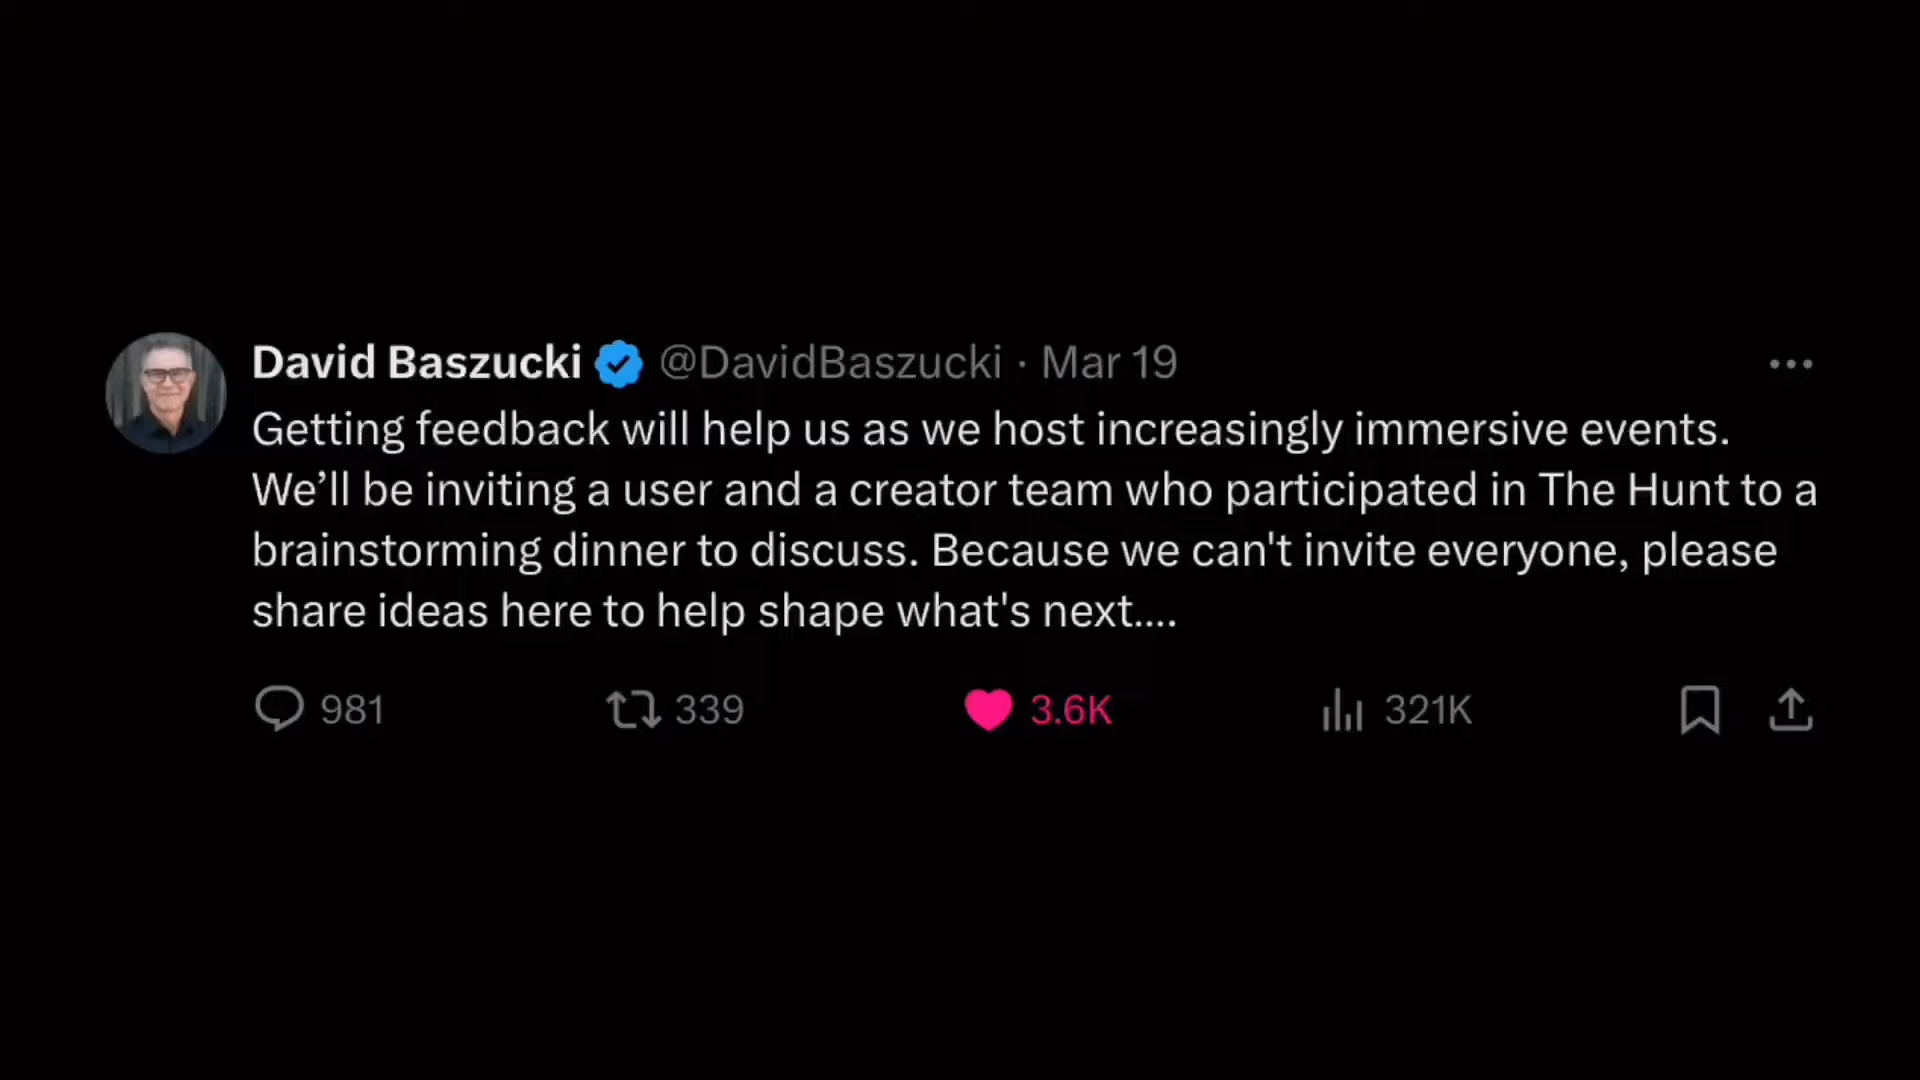 David Baszucki @DavidBaszucki · Mar 19
Getting feedback will help us as we host increasingly immersive events.
We’ll be inviting a user and a creator team who participated in The Hunt to a
brainstorming dinner to discuss. Because we can't invite everyone, please
share ideas here to help shape what's next....
981 339 3.6K 321K